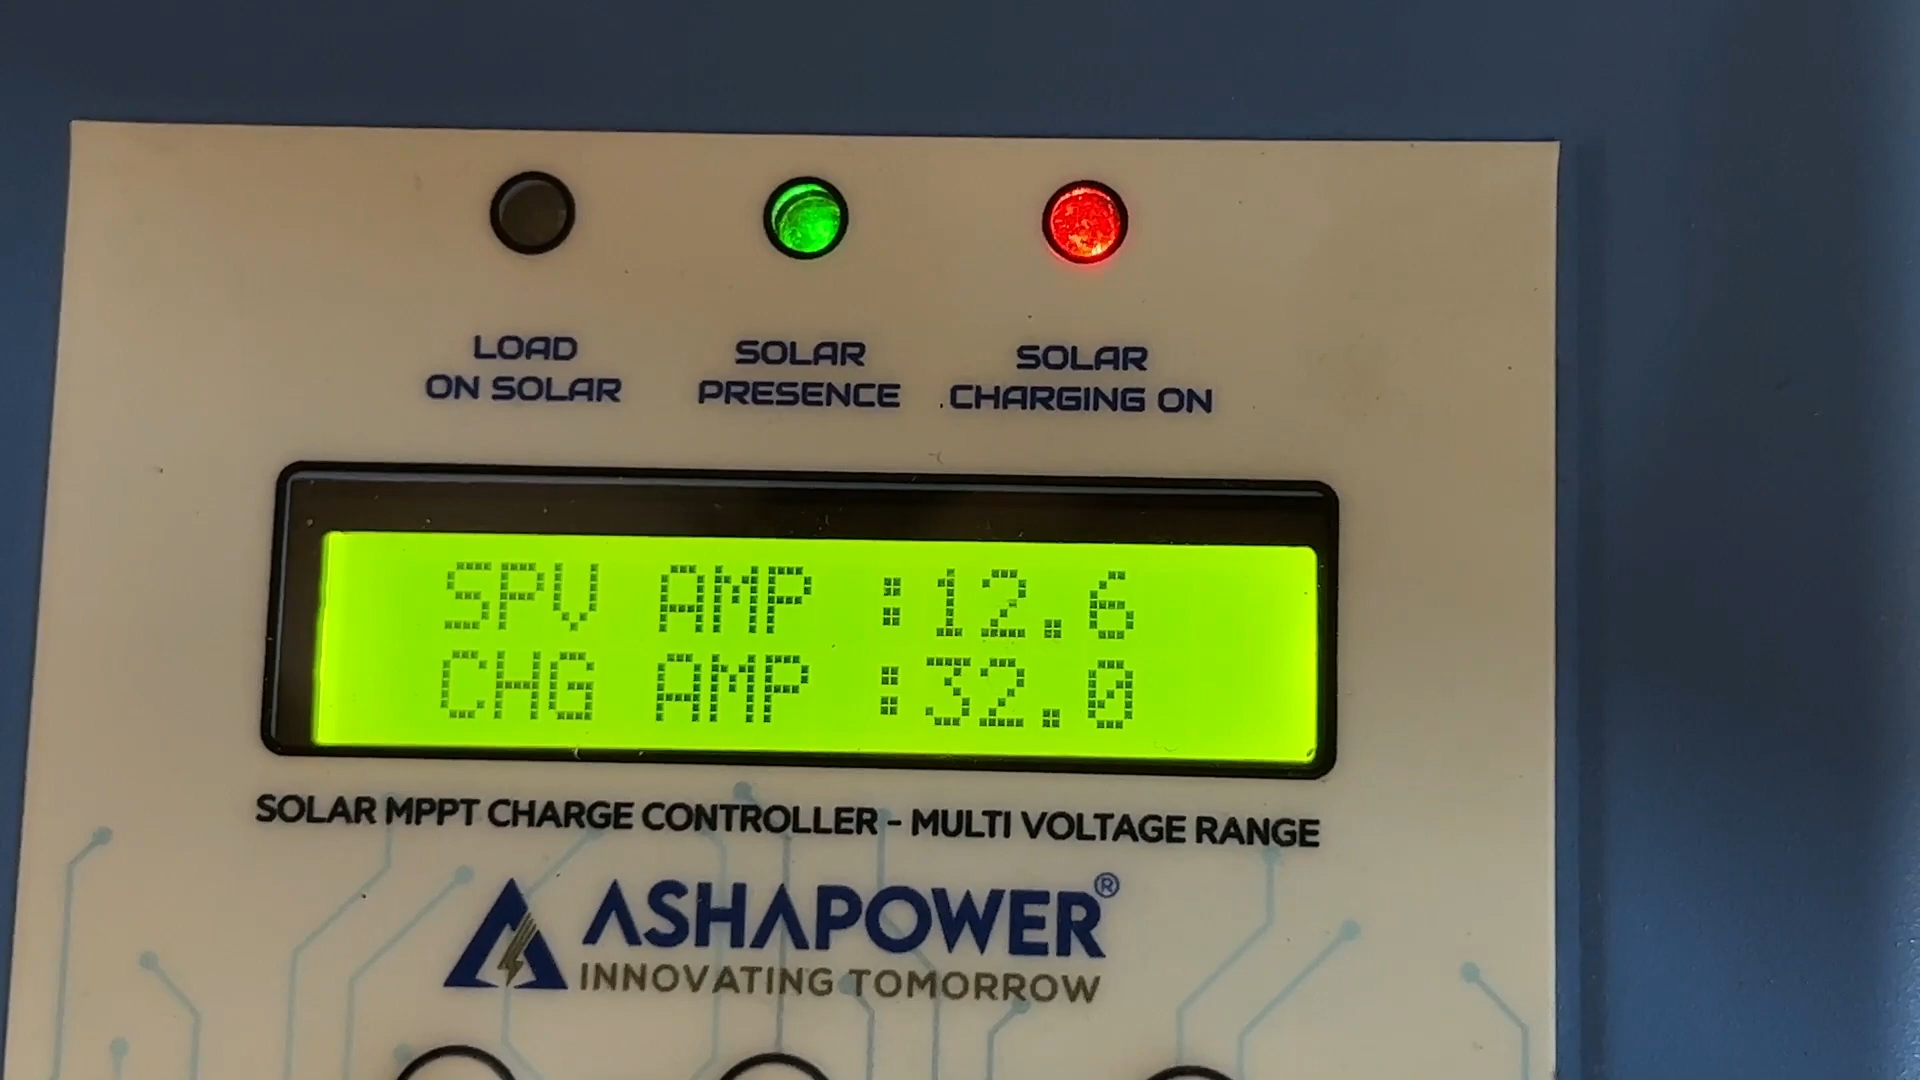 LOAD
ON SOLAR
SOLAR
PRESENCE
SOLAR
CHARGING ON
SPV AMP :12.6
CHG AMP :32.0
SOLAR MPPT CHARGE CONTROLLER - MULTI VOLTAGE RANGE
ASHAPOWER®
INNOVATING TOMORROW